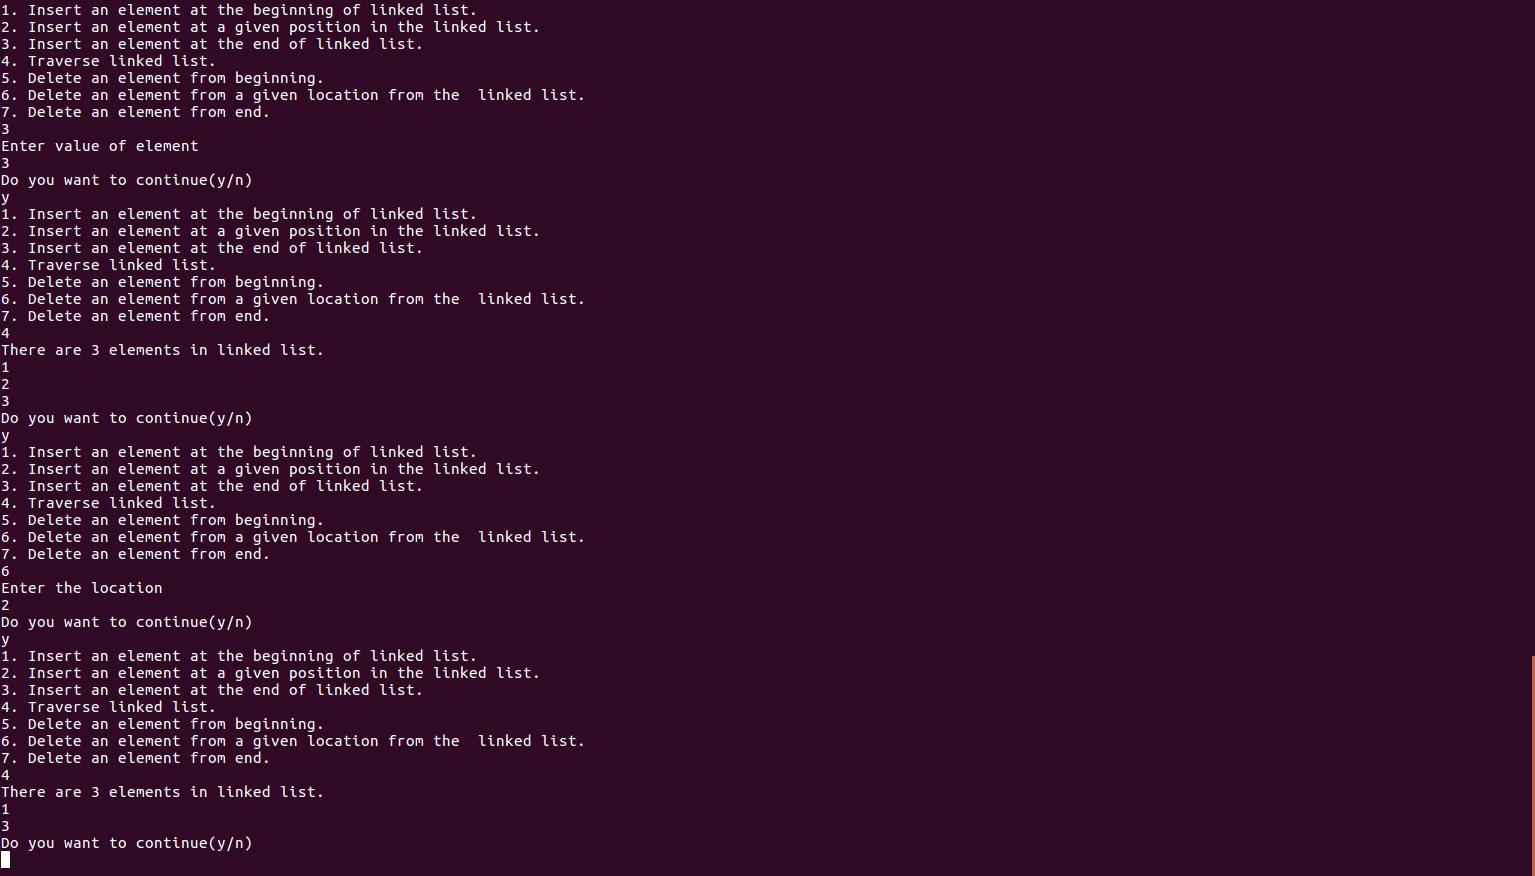 1. Insert an element at the beginning of linked list.
2. Insert an element at a given position in the linked list.
3. Insert an element at the end of linked list.
4. Traverse linked list.
5. Delete an element from beginning.
6. Delete an element from a given location from the  linked list.
7. Delete an element from end.
3
Enter value of element
3
Do you want to continue(y/n)
y
1. Insert an element at the beginning of linked list.
2. Insert an element at a given position in the linked list.
3. Insert an element at the end of linked list.
4. Traverse linked list.
5. Delete an element from beginning.
6. Delete an element from a given location from the  linked list.
7. Delete an element from end.
4
There are 3 elements in linked list.
1
2
3
Do you want to continue(y/n)
y
1. Insert an element at the beginning of linked list.
2. Insert an element at a given position in the linked list.
3. Insert an element at the end of linked list.
4. Traverse linked list.
5. Delete an element from beginning.
6. Delete an element from a given location from the  linked list.
7. Delete an element from end.
6
Enter the location
2
Do you want to continue(y/n)
y
1. Insert an element at the beginning of linked list.
2. Insert an element at a given position in the linked list.
3. Insert an element at the end of linked list.
4. Traverse linked list.
5. Delete an element from beginning.
6. Delete an element from a given location from the  linked list.
7. Delete an element from end.
4
There are 3 elements in linked list.
1
3
Do you want to continue(y/n)